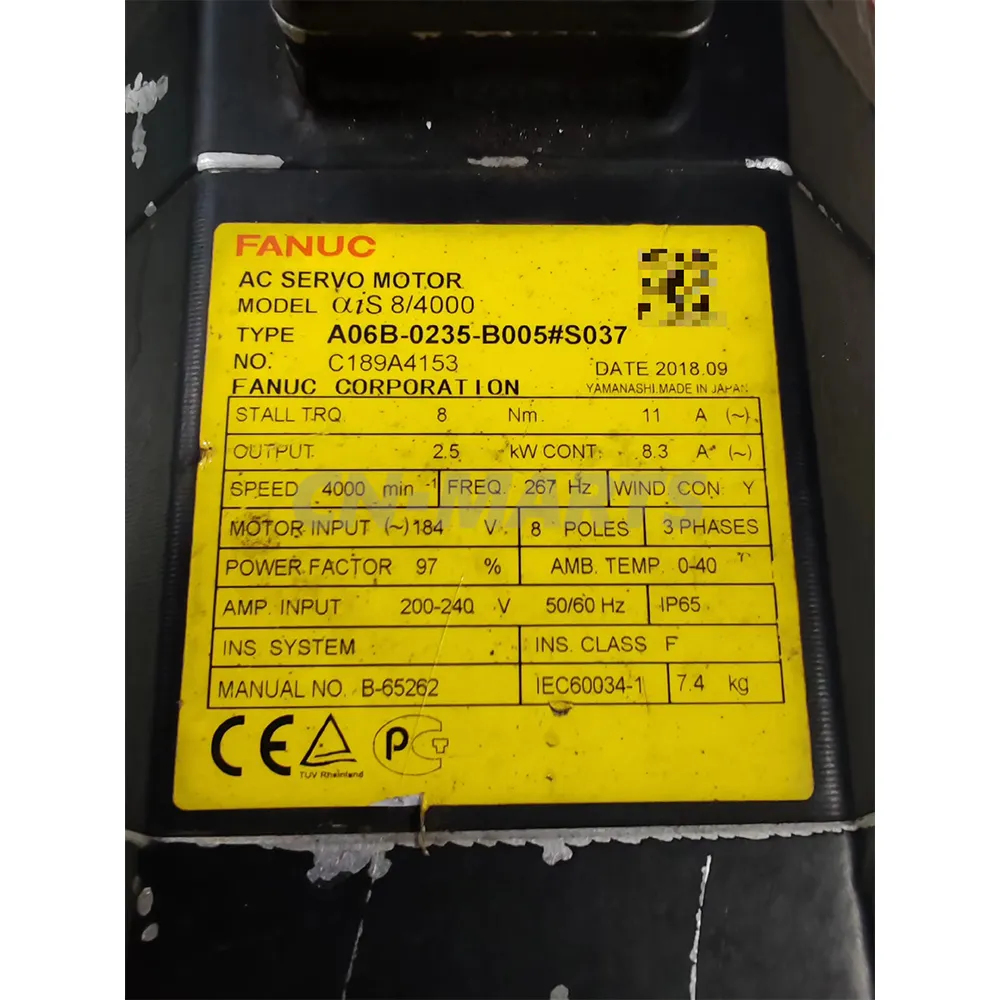 FANUC
AC SERVO MOTOR
MODEL αiS 8/4000
TYPE A06B-0235-B005#S037
NO. C189A4153
DATE 2018.09
FANUC CORPORATION
YAMANASHI.MADE IN JAPAN
STALL TRQ. 8 Nm. 11 A (~)
OUTPUT 2.5 kW CONT. 8.3 A (~)
SPEED 4000 min⁻¹ FREQ. 267 Hz WIND CON Y
MOTOR INPUT (~) 184 V. 8 POLES 3 PHASES
POWER FACTOR 97 % AMB. TEMP. 0-40 ℃
AMP. INPUT 200-240 V 50/60 Hz IP65
INS. SYSTEM INS. CLASS F
MANUAL NO. B-65262 IEC60034-1 7.4 kg
CE
TÜV Rheinland
PCT
CN-MARTS